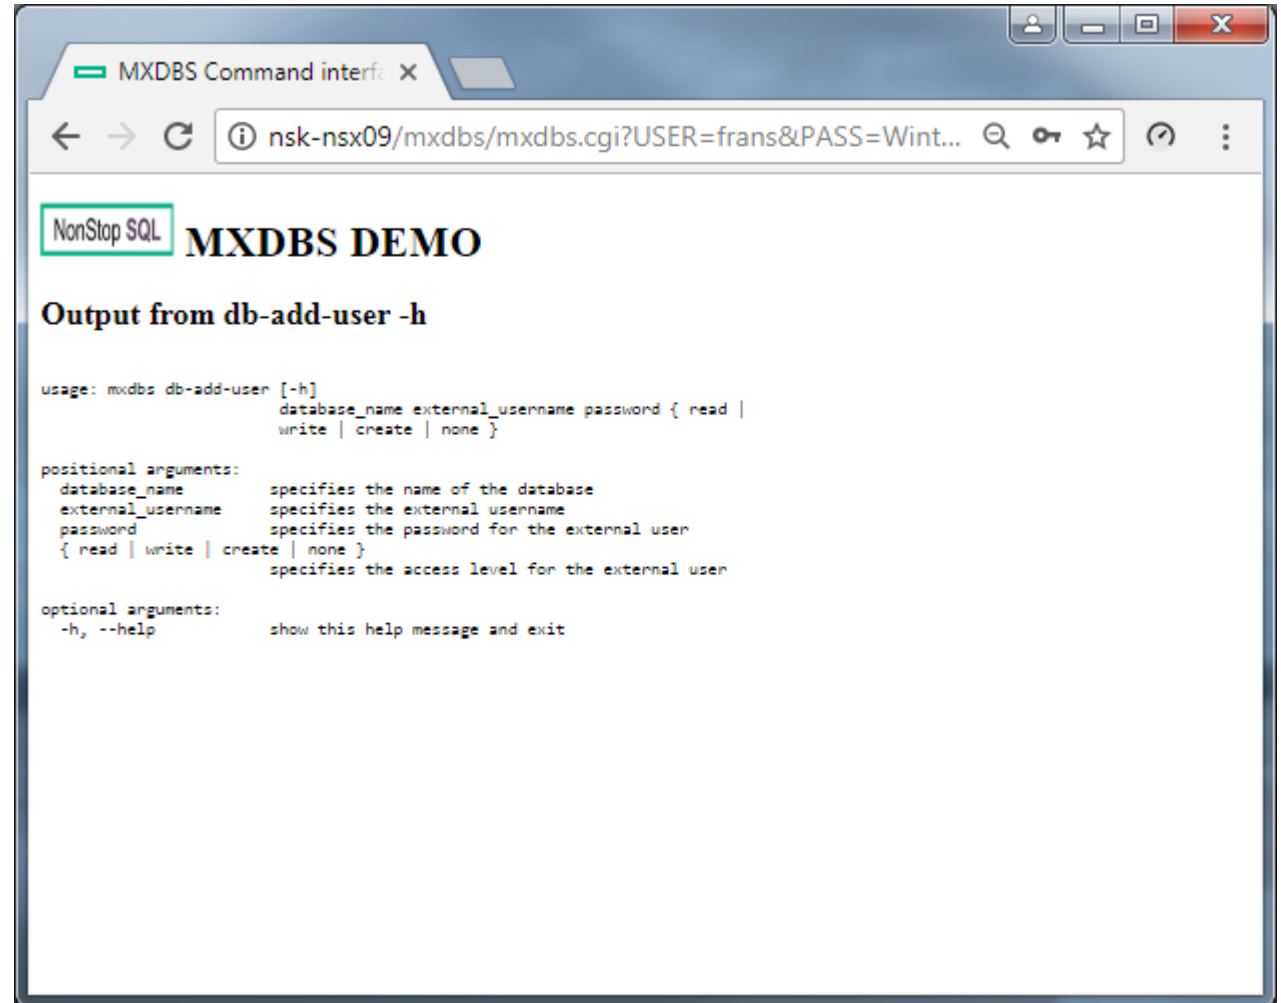 MXDBS Command interfa
nsk-nsx09/mxdbs/mxdbs.cgi?USER=frans&PASS=Wint...
NonStop SQL MXDBS DEMO
Output from db-add-user -h
usage: mxdbs db-add-user [-h]
database_name external_username password { read |
write | create | none }
positional arguments:
database_name specifies the name of the database
external_username specifies the external username
password specifies the password for the external user
{ read | write | create | none }
specifies the access level for the external user
optional arguments:
-h, --help show this help message and exit